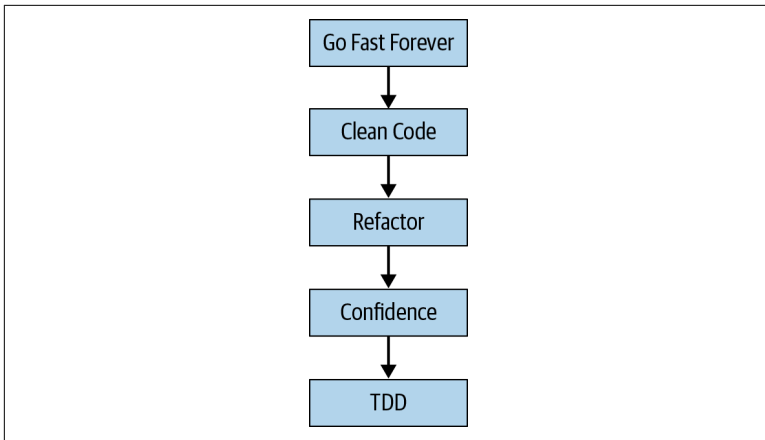 Go Fast Forever
Clean Code
Refactor
Confidence
TDD